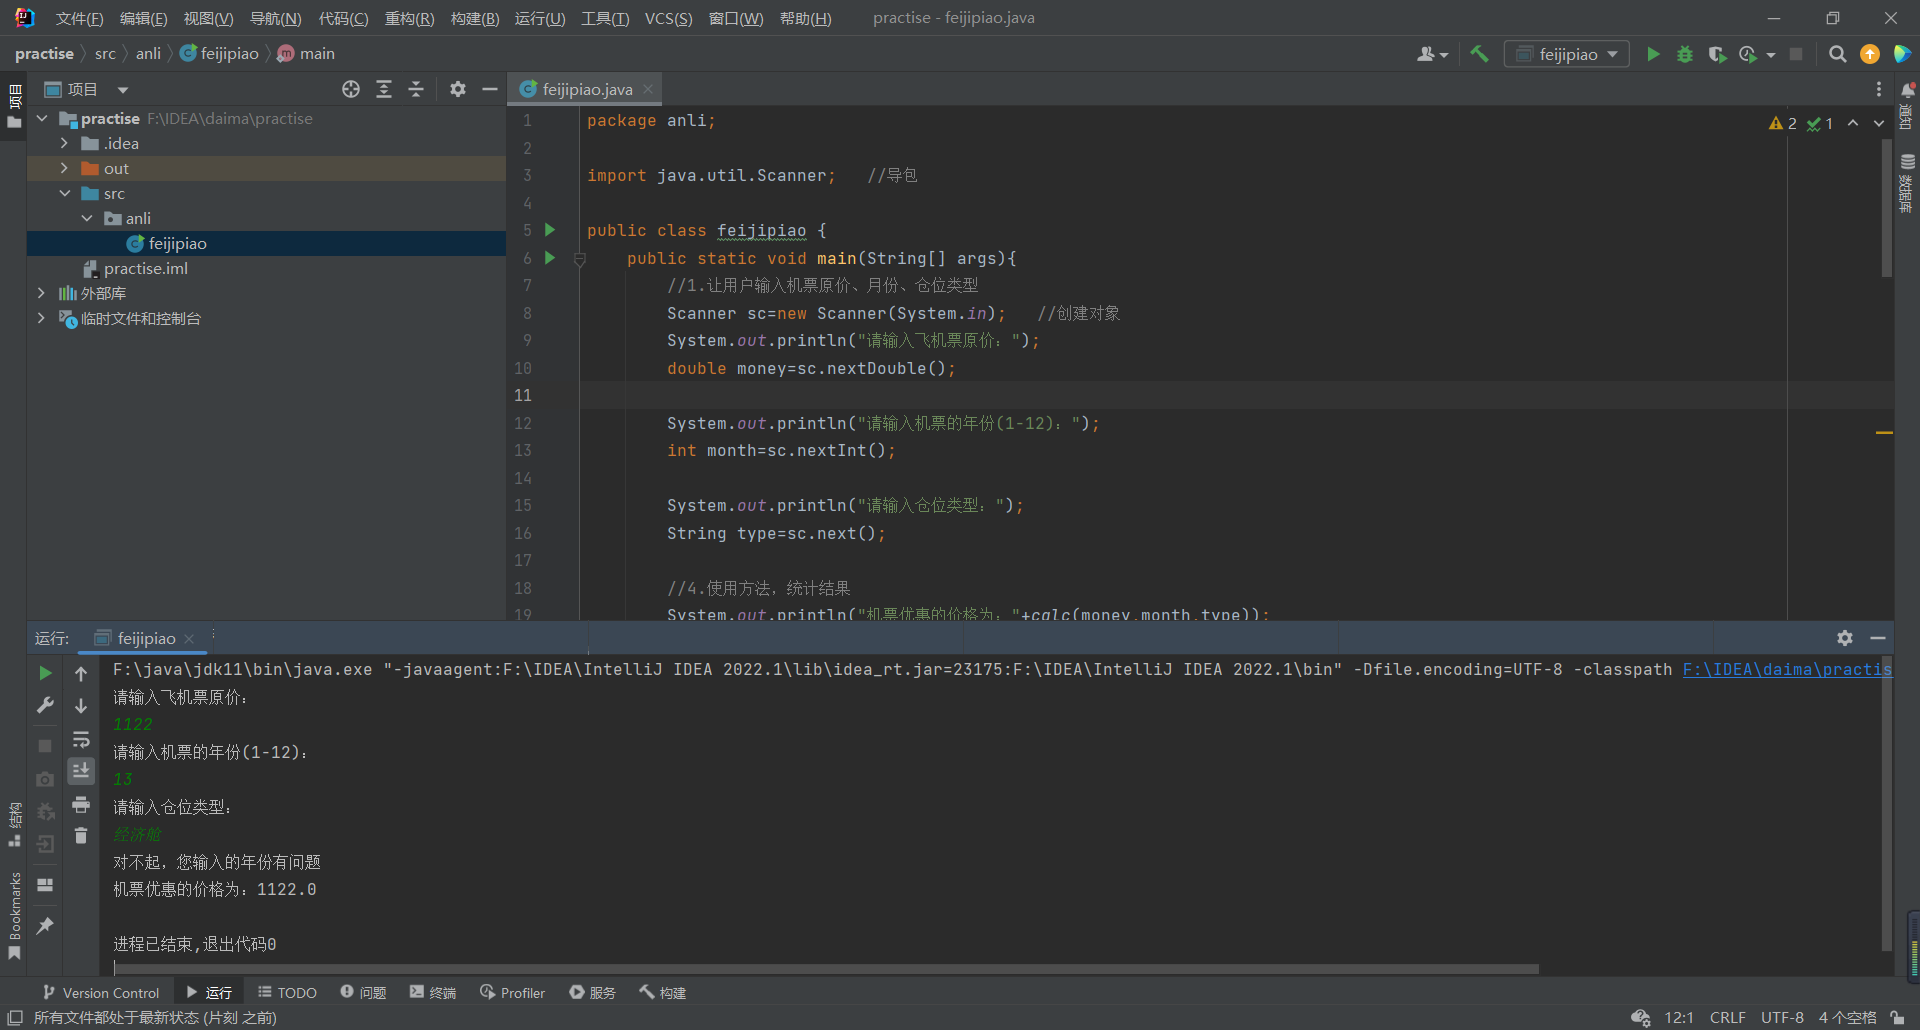 文件(F) 编辑(E) 视图(V) 导航(N) 代码(C) 重构(R) 构建(B) 运行(U) 工具(T) VCS(S) 窗口(W) 帮助(H) practise - feijipiao.java
practise src anli feijipiao main
feijipiao
项目
项目
feijipiao.java
practise F:\IDEA\daima\practise
.idea
out
src
anli
feijipiao
practise.iml
外部库
临时文件和控制台
2 1
1 package anli;
2
3 import java.util.Scanner;   //导包
4
5 public class feijipiao {
6     public static void main(String[] args){
7         //1.让用户输入机票原价、月份、仓位类型
8         Scanner sc=new Scanner(System.in);   //创建对象
9         System.out.println("请输入飞机票原价：");
10         double money=sc.nextDouble();
11
12         System.out.println("请输入机票的年份(1-12)：");
13         int month=sc.nextInt();
14
15         System.out.println("请输入仓位类型：");
16         String type=sc.next();
17
18         //4.使用方法，统计结果
19         System.out.println("机票优惠的价格为："+calc(money,month,type));
通知
数据库
运行: feijipiao
F:\java\jdk11\bin\java.exe "-javaagent:F:\IDEA\IntelliJ IDEA 2022.1\lib\idea_rt.jar=23175:F:\IDEA\IntelliJ IDEA 2022.1\bin" -Dfile.encoding=UTF-8 -classpath F:\IDEA\daima\practis
请输入飞机票原价：
1122
请输入机票的年份(1-12)：
13
请输入仓位类型：
经济舱
对不起，您输入的年份有问题
机票优惠的价格为：1122.0
进程已结束,退出代码0
结构
Bookmarks
Version Control 运行 TODO 问题 终端 Profiler 服务 构建
所有文件都处于最新状态 (片刻 之前) 12:1 CRLF UTF-8 4 个空格